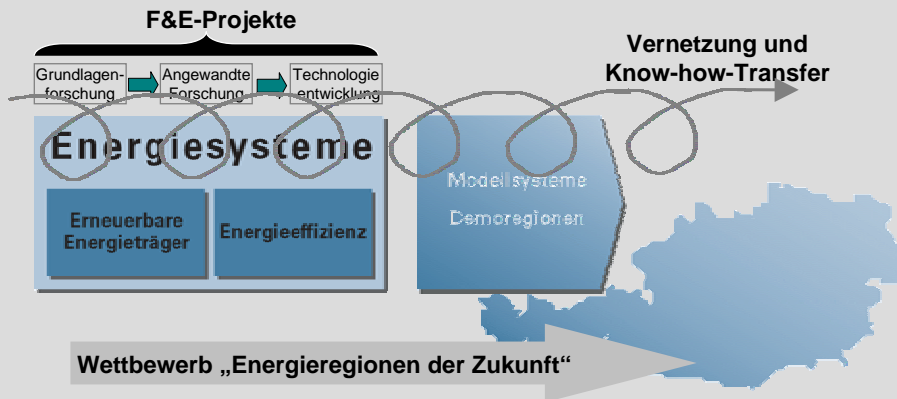 F&E-Projekte
Grundlagen-
forschung
Angewandte
Forschung
Technologie
entwicklung
Vernetzung und
Know-how-Transfer
Energiesysteme
Erneuerbare
Energieträger
Energieeffizienz
Modellsysteme
Demoregionen
Wettbewerb „Energieregionen der Zukunft“